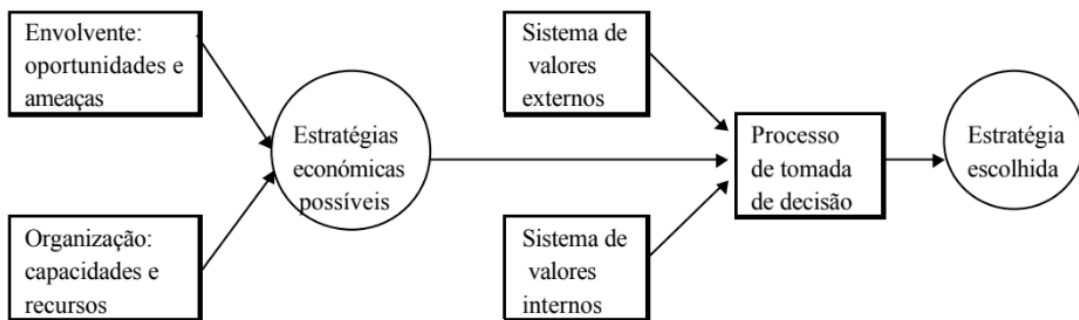 Envolvente:
oportunidades e
ameaças
Organização:
capacidades e
recursos
Estratégias
económicas
possíveis
Sistema de
valores
externos
Sistema de
valores
internos
Processo
de tomada
de decisão
Estratégia
escolhida